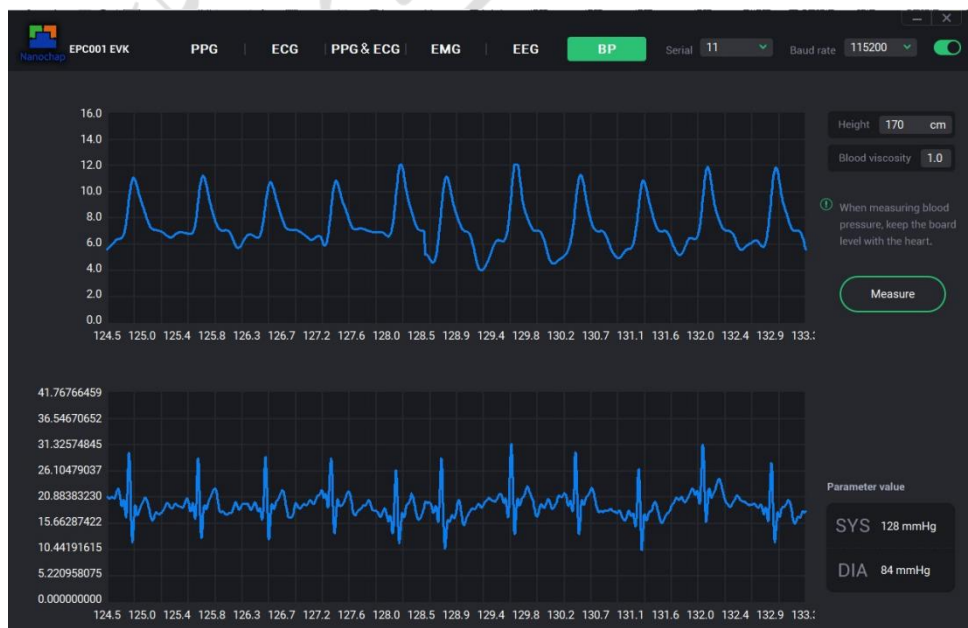 Nanochap
EPC001 EVK
PPG
ECG
PPG & ECG
EMG
EEG
BP
Serial 11
Baud rate 115200
16.0
14.0
12.0
10.0
8.0
6.0
4.0
2.0
0.0
124.5 125.0 125.4 125.8 126.3 126.7 127.2 127.6 128.0 128.5 128.9 129.4 129.8 130.2 130.7 131.1 131.6 132.0 132.4 132.9 133.
Height 170 cm
Blood viscosity 1.0
When measuring blood
pressure, keep the board
level with the heart.
Measure
41.76766459
36.54670652
31.32574845
26.10479037
20.88383230
15.66287422
10.44191615
5.220958075
0.000000000
124.5 125.0 125.4 125.8 126.3 126.7 127.2 127.6 128.0 128.5 128.9 129.4 129.8 130.2 130.7 131.1 131.6 132.0 132.4 132.9 133.
Parameter value
SYS 128 mmHg
DIA 84 mmHg